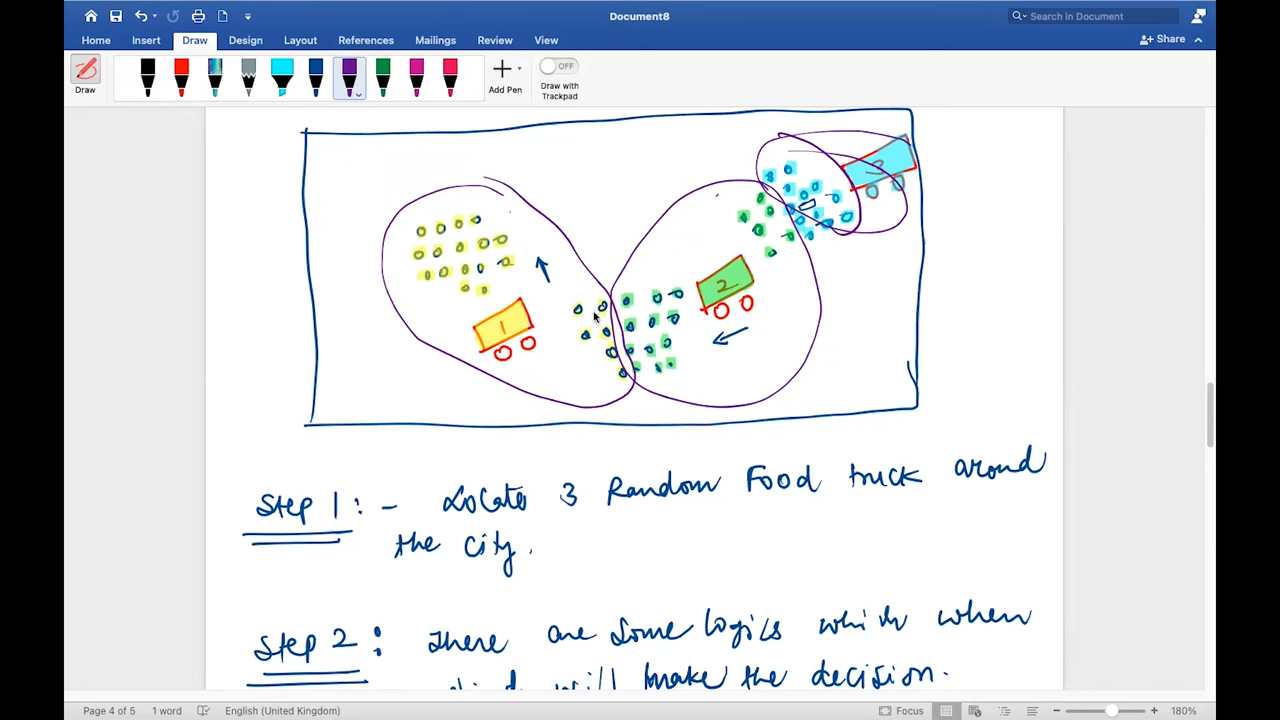 Document8
Search in Document
Home Insert Draw Design Layout References Mailings Review View
Share
Draw
Add Pen
OFF
Draw with
Trackpad
3
2
1
Step 1 :- Locate 3 Random Food truck around
the city.
Step 2 : There are some logics which when
will make the decision.
Page 4 of 5 1 word English (United Kingdom) Focus 180%